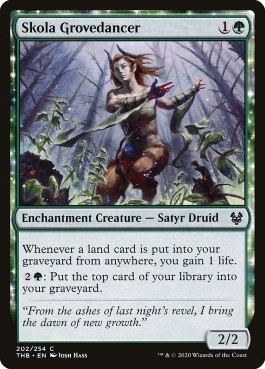 Skola Grovedancer 1
Enchantment Creature — Satyr Druid
Whenever a land card is put into your
graveyard from anywhere, you gain 1 life.
2 : Put the top card of your library into
your graveyard.
“From the ashes of last night’s revel, I bring
the dawn of new growth.”
2/2
202/254 C
THB • EN Josh Hass ™ & © 2020 Wizards of the Coast